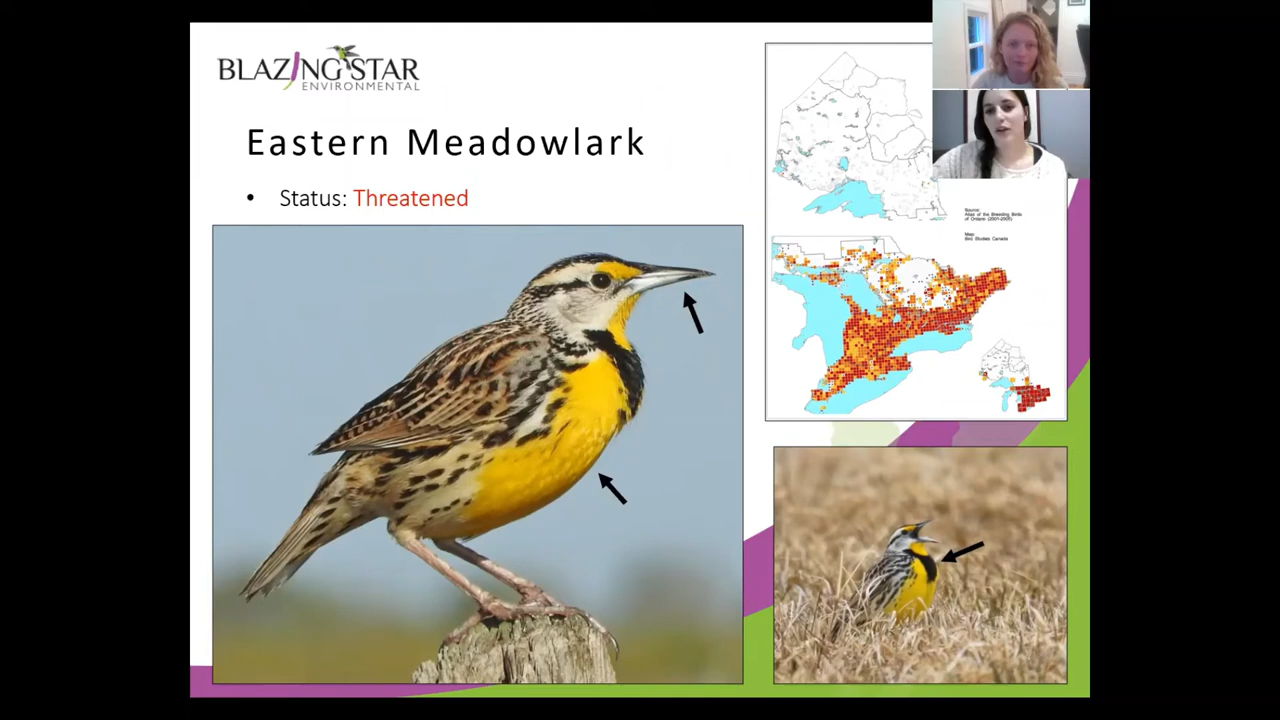 BLAZING STAR
ENVIRONMENTAL
Eastern Meadowlark
• Status: Threatened
Source:
Atlas of the Breeding Birds
of Ontario (2001-2005)
Map:
Bird Studies Canada